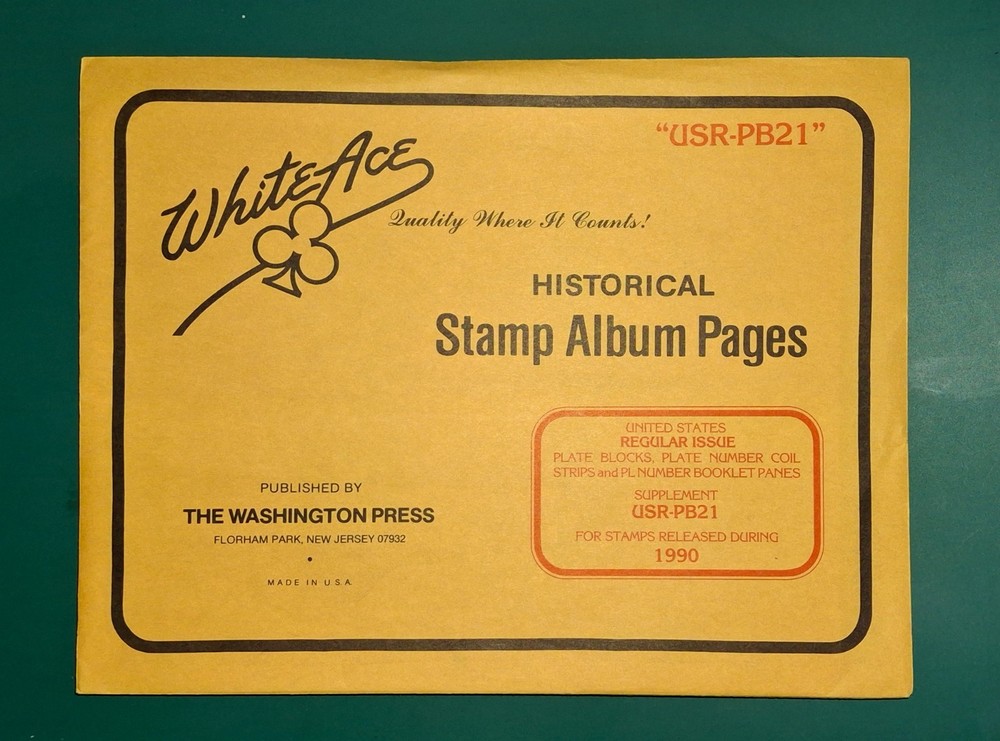 "USR-PB21"
White Ace
Quality Where It Counts!
HISTORICAL
Stamp Album Pages
UNITED STATES
REGULAR ISSUE
PLATE BLOCKS, PLATE NUMBER COIL
STRIPS and PL NUMBER BOOKLET PANES
SUPPLEMENT
USR-PB21
FOR STAMPS RELEASED DURING
1990
PUBLISHED BY
THE WASHINGTON PRESS
FLORHAM PARK, NEW JERSEY 07932
MADE IN U.S.A.